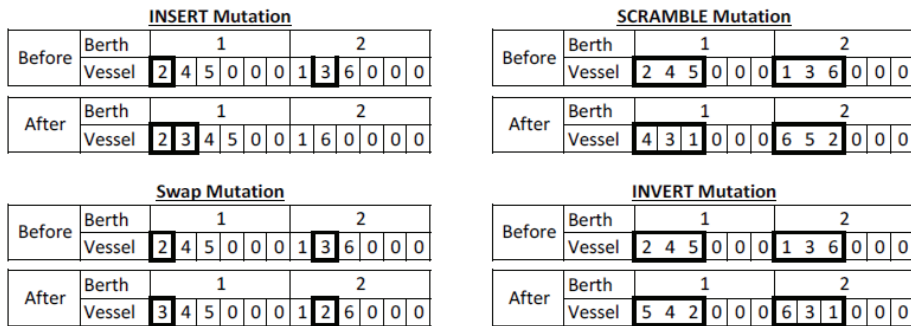 INSERT Mutation
Before Berth 1 2
Vessel 2 4 5 0 0 0 1 3 6 0 0 0
After Berth 1 2
Vessel 2 3 4 5 0 0 1 6 0 0 0 0
SCRAMBLE Mutation
Before Berth 1 2
Vessel 2 4 5 0 0 0 1 3 6 0 0 0
After Berth 1 2
Vessel 4 3 1 0 0 0 6 5 2 0 0 0
Swap Mutation
Before Berth 1 2
Vessel 2 4 5 0 0 0 1 3 6 0 0 0
After Berth 1 2
Vessel 3 4 5 0 0 0 1 2 6 0 0 0
INVERT Mutation
Before Berth 1 2
Vessel 2 4 5 0 0 0 1 3 6 0 0 0
After Berth 1 2
Vessel 5 4 2 0 0 0 6 3 1 0 0 0